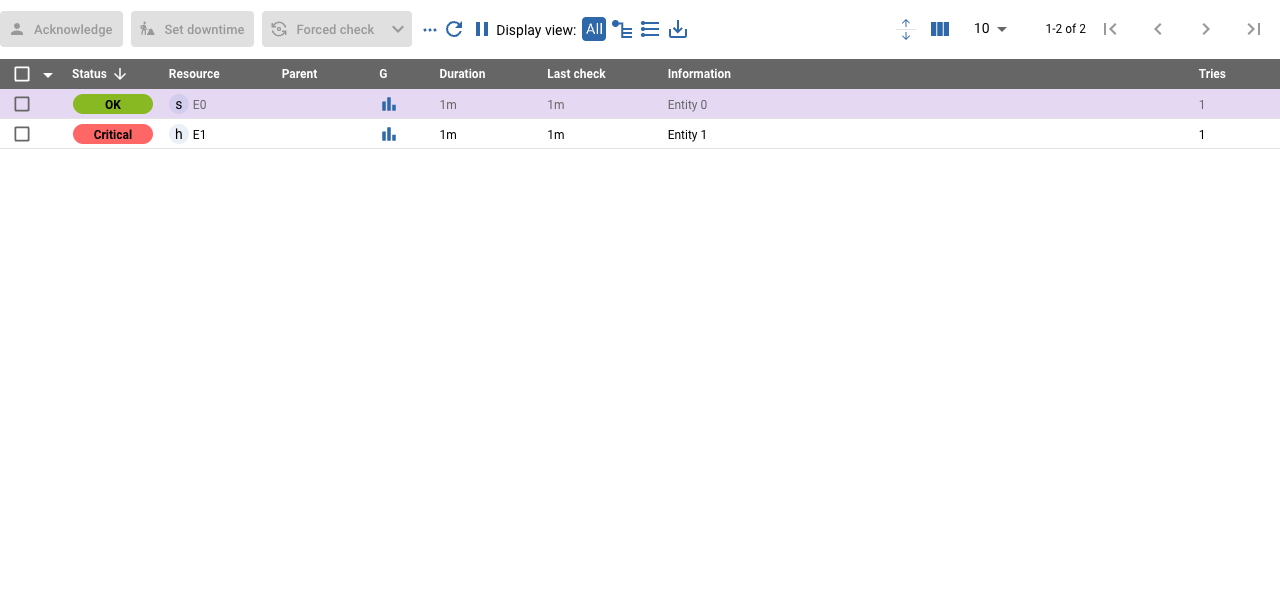 Acknowledge Set downtime Forced check ... Display view: All 10 1-2 of 2
Status Resource Parent G Duration Last check Information Tries
OK s E0 1m 1m Entity 0 1
Critical h E1 1m 1m Entity 1 1